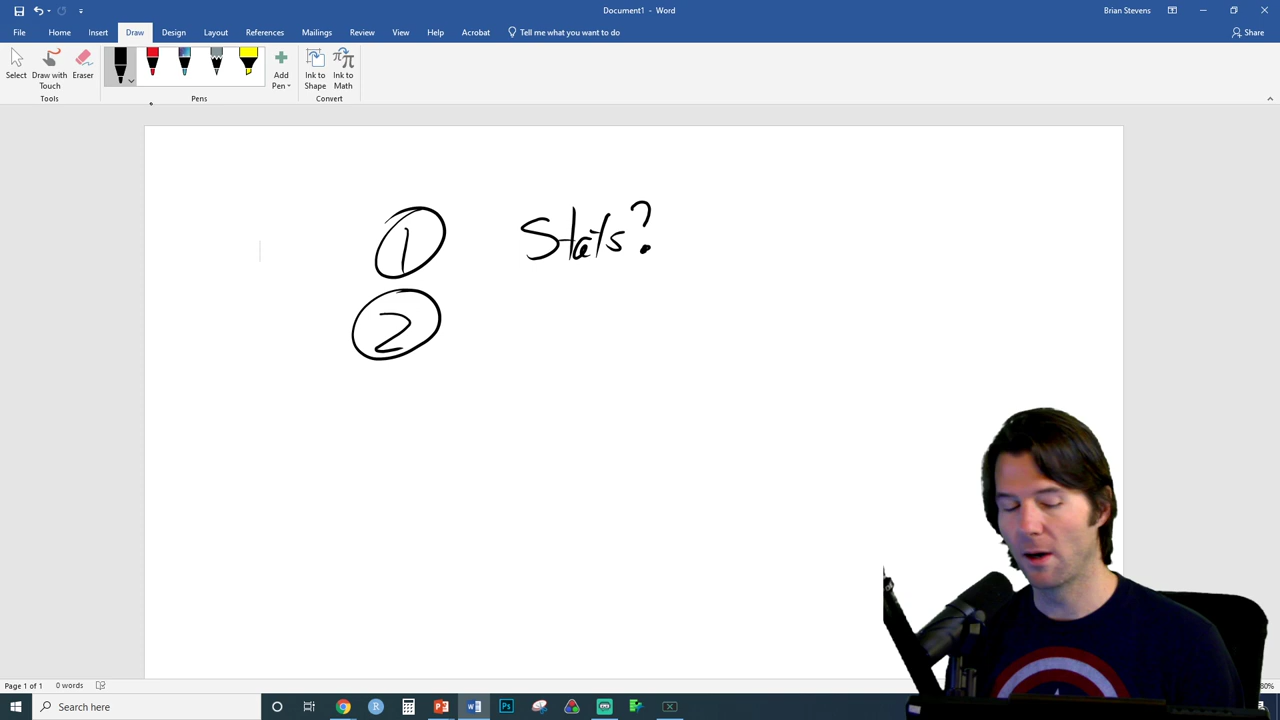 Document1 - Word
Brian Stevens
File Home Insert Draw Design Layout References Mailings Review View Help Acrobat Tell me what you want to do Share
Select Draw with Touch Eraser Add Pen Ink to Shape Ink to Math
Tools Pens Convert
1 Stats?
2
Page 1 of 1 0 words 80%
Search here